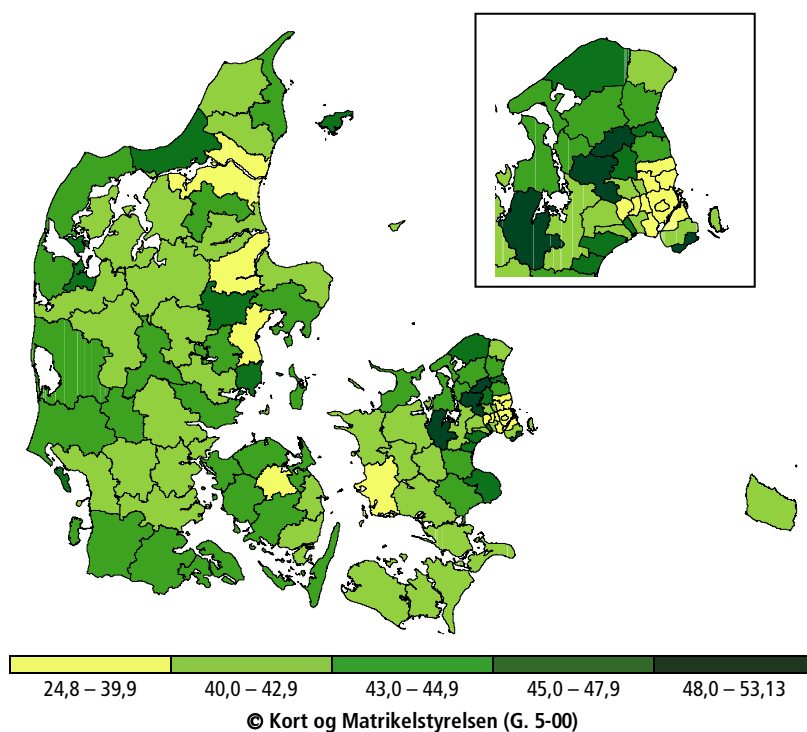 24,8 – 39,9 40,0 – 42,9 43,0 – 44,9 45,0 – 47,9 48,0 – 53,13
© Kort og Matrikelstyrelsen (G. 5-00)